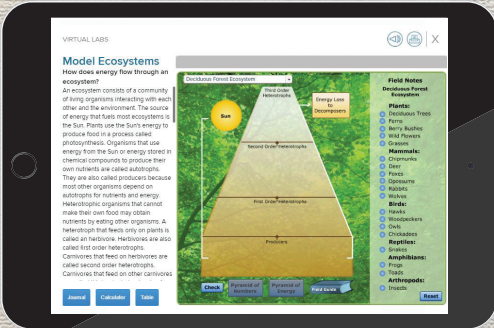 VIRTUAL LABS
X
Model Ecosystems
How does energy flow through an
ecosystem?
An ecosystem consists of a community
of living organisms interacting with each
other and the environment. The source
of energy that fuels most ecosystems is
the Sun. Plants use the Sun's energy to
produce food in a process called
photosynthesis. Organisms that use
energy from the Sun or energy stored in
chemical compounds to produce their
own nutrients are called autotrophs.
They are also called producers because
most other organisms depend on
autotrophs for nutrients and energy.
Heterotrophic organisms that cannot
make their own food may obtain
nutrients by eating other organisms. A
heterotroph that feeds only on plants is
called an herbivore. Herbivores are also
called first order heterotrophs.
Carnivores that feed on herbivores are
called second order heterotrophs.
Carnivores that feed on other carnivores
Journal
Calculator
Table
Deciduous Forest Ecosystem
Sun
Third Order
Heterotrophs
Energy Loss
to
Decomposers
Second Order Heterotrophs
First Order Heterotrophs
Producers
Check
Pyramid of
Numbers
Pyramid of
Energy
Field Guide
Field Notes
Deciduous Forest
Ecosystem
Plants:
Deciduous Trees
Ferns
Berry Bushes
Wild Flowers
Grasses
Mammals:
Chipmunks
Deer
Foxes
Opossums
Rabbits
Wolves
Birds:
Hawks
Woodpeckers
Owls
Chickadees
Reptiles:
Snakes
Amphibians:
Frogs
Toads
Arthropods:
Insects
Reset